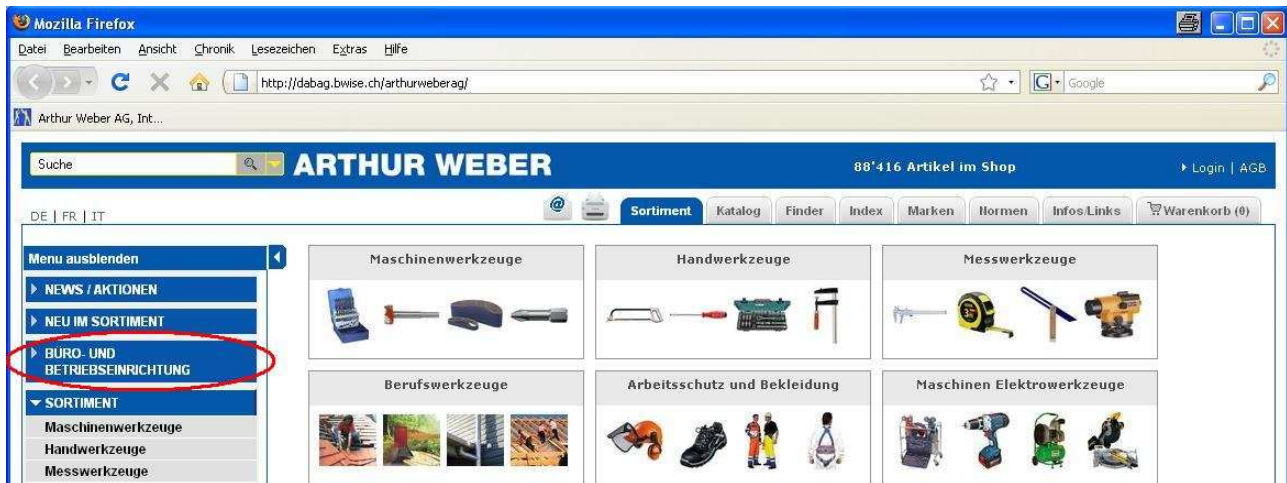 Mozilla Firefox
Datei Bearbeiten Ansicht Chronik Lesezeichen Extras Hilfe
http://dabag.bwise.ch/arthurweberag/
G Google
Arthur Weber AG, Int...
Suche
ARTHUR WEBER
88'416 Artikel im Shop
Login | AGB
DE | FR | IT
@
Sortiment Katalog Finder Index Marken Normen Infos/Links Warenkorb (0)
Menu ausblenden
NEWS / AKTIONEN
NEU IM SORTIMENT
BÜRO- UND
BETRIEBSEINRICHTUNG
SORTIMENT
Maschinenwerkzeuge
Handwerkzeuge
Messwerkzeuge
Maschinenwerkzeuge
Handwerkzeuge
Messwerkzeuge
Berufswerkzeuge
Arbeitsschutz und Bekleidung
Maschinen Elektrowerkzeuge